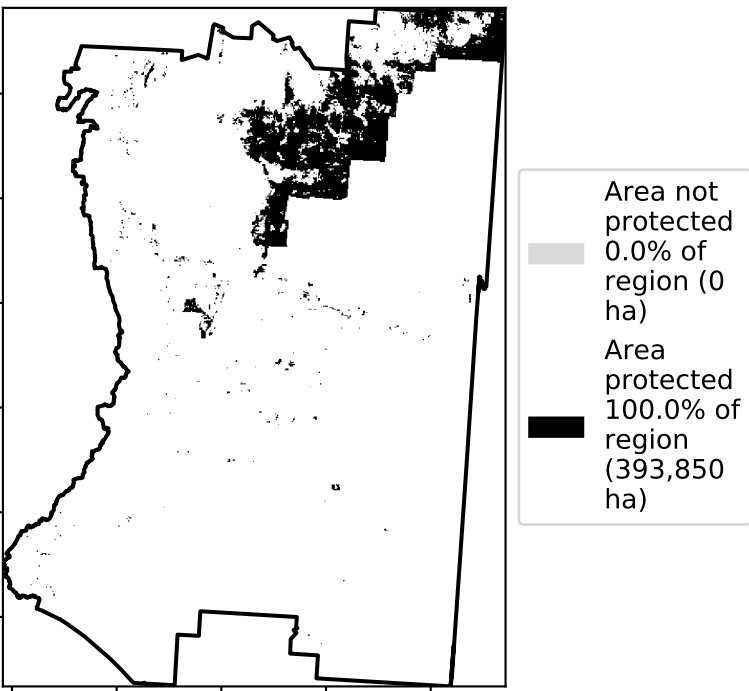 Area not
protected
0.0% of
region (0
ha)
Area
protected
100.0% of
region
(393,850
ha)